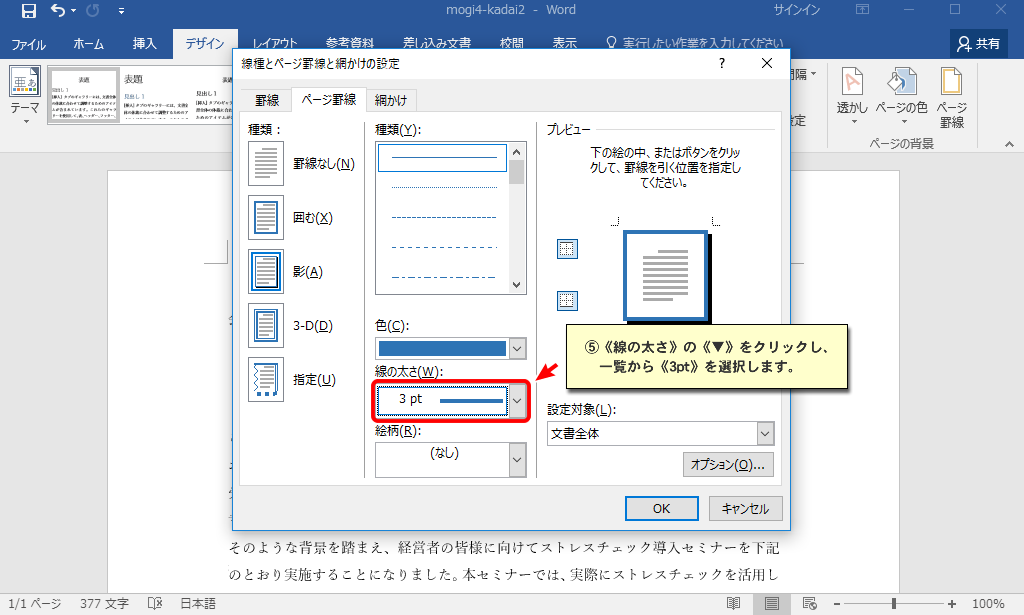 mogi4-kadai2 - Word
サインイン
ファイル ホーム 挿入 デザイン レイアウト 参考資料 差し込み文書 校閲 表示 実行したい作業を入力してください 共有
テーマ
表題
表題
見出し 1
見出し 1
間隔
透かし ページの色 ページ
罫線
ページの背景
線種とページ罫線と網かけの設定
罫線 ページ罫線 網かけ
種類:
罫線なし(N)
囲む(X)
影(A)
3-D(D)
指定(U)
種類(Y):
色(C):
線の太さ(W):
3 pt
絵柄(R):
(なし)
プレビュー
下の絵の中、またはボタンをクリッ
クして、罫線を引く位置を指定し
てください。
⑤《線の太さ》の《▼》をクリックし、
一覧から《3pt》を選択します。
設定対象(L):
文書全体
オプション(O)...
OK キャンセル
そのような背景を踏まえ、経営者の皆様に向けてストレスチェック導入セミナーを下記
のとおり実施することになりました。本セミナーでは、実際にストレスチェックを活用し
1/1 ページ 377 文字 日本語 100%